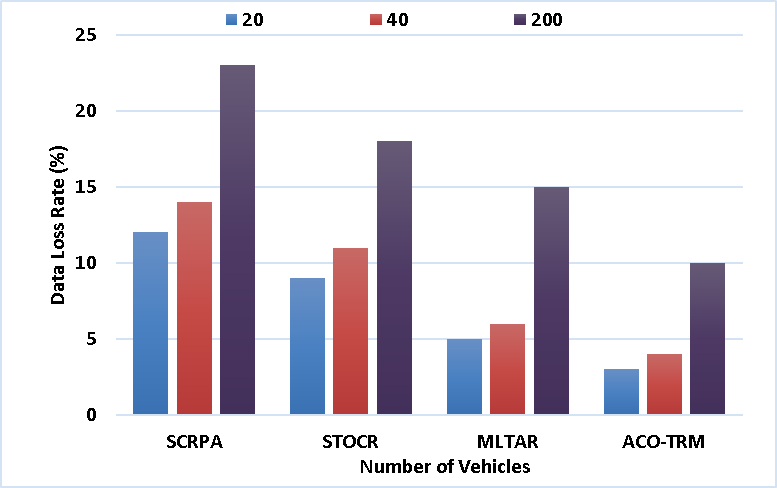 20 40 200
25
20
15
10
5
0
Data Loss Rate (%)
SCRPA STOCR MLTAR ACO-TRM
Number of Vehicles